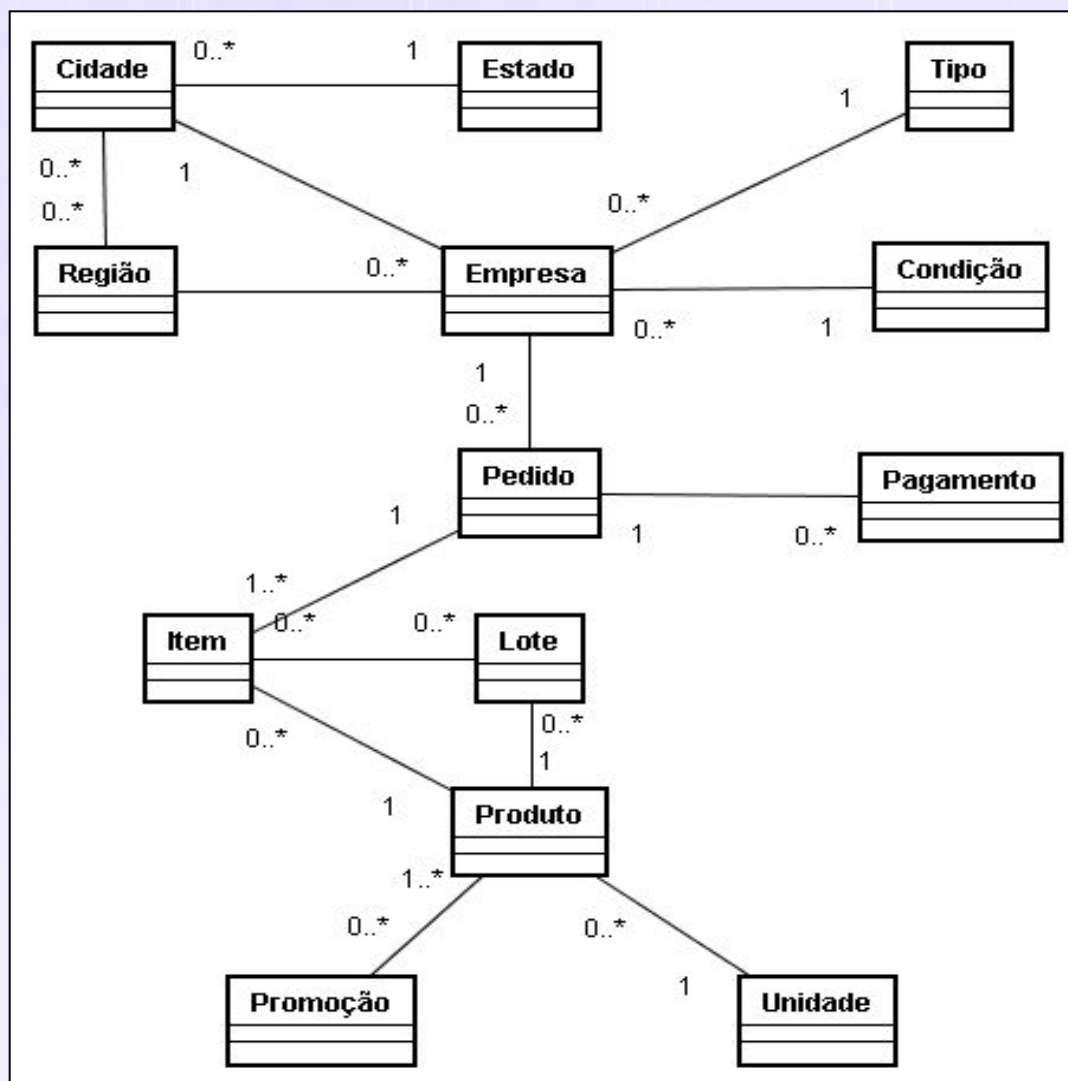 0..* 1
Cidade Estado Tipo
1
0..* 1
0..* 0..*
Região 0..* Empresa Condição
0..* 1
1
0..*
Pedido Pagamento
1 1 0..*
1..*
0..* 0..*
Item Lote
0..* 0..*
1
1
Produto
1..*
0..* 0..*
1
Promoção Unidade